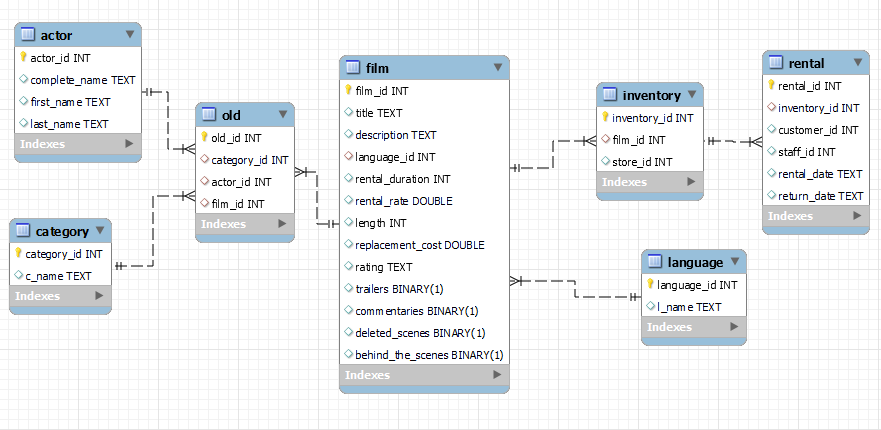 actor
actor_id INT
complete_name TEXT
first_name TEXT
last_name TEXT
Indexes
category
category_id INT
c_name TEXT
Indexes
old
old_id INT
category_id INT
actor_id INT
film_id INT
Indexes
film
film_id INT
title TEXT
description TEXT
language_id INT
rental_duration INT
rental_rate DOUBLE
length INT
replacement_cost DOUBLE
rating TEXT
trailers BINARY(1)
commentaries BINARY(1)
deleted_scenes BINARY(1)
behind_the_scenes BINARY(1)
Indexes
inventory
inventory_id INT
film_id INT
store_id INT
Indexes
language
language_id INT
l_name TEXT
Indexes
rental
rental_id INT
inventory_id INT
customer_id INT
staff_id INT
rental_date TEXT
return_date TEXT
Indexes